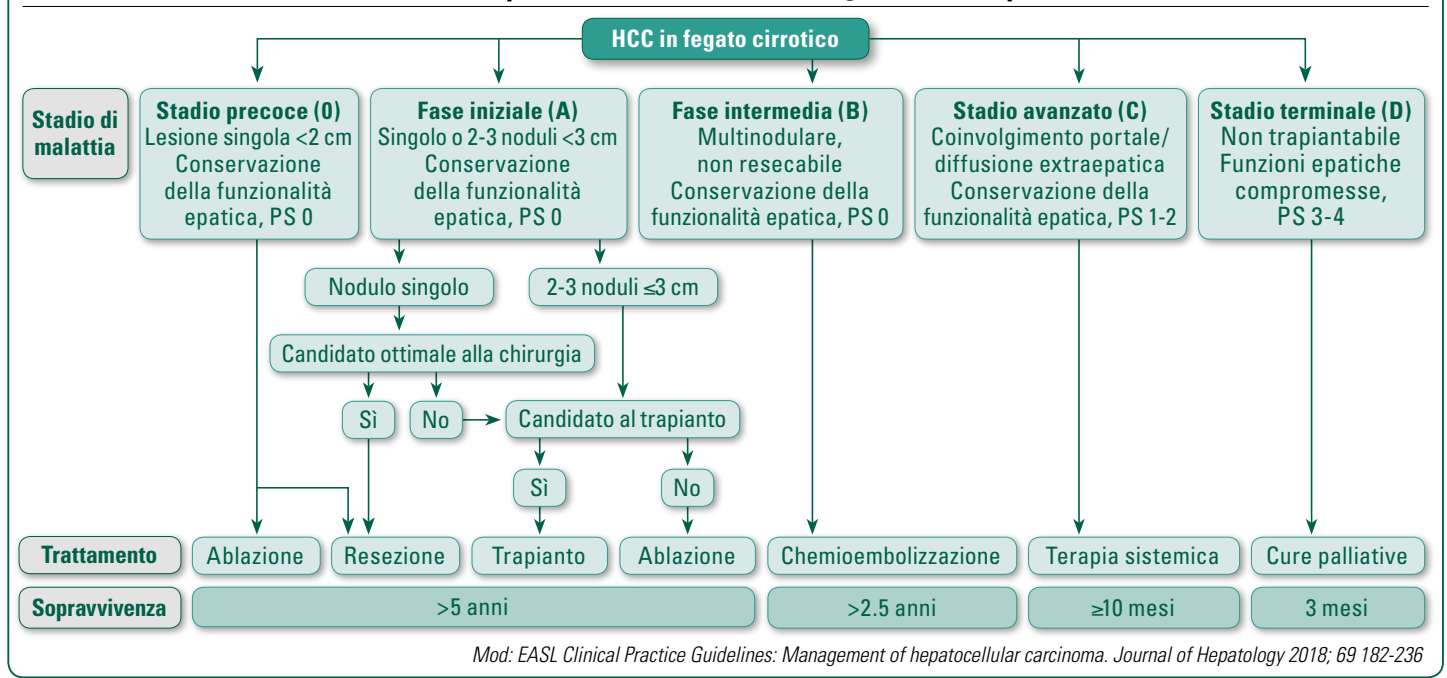 HCC in fegato cirrotico
Stadio di
malattia
Stadio precoce (0)
Lesione singola <2 cm
Conservazione
della funzionalità
epatica, PS 0
Fase iniziale (A)
Singolo o 2-3 noduli <3 cm
Conservazione
della funzionalità
epatica, PS 0
Fase intermedia (B)
Multinodulare,
non resecabile
Conservazione della
funzionalità epatica, PS 0
Stadio avanzato (C)
Coinvolgimento portale/
diffusione extraepatica
Conservazione della
funzionalità epatica, PS 1-2
Stadio terminale (D)
Non trapiantabile
Funzioni epatiche
compromesse,
PS 3-4
Nodulo singolo
2-3 noduli ≤3 cm
Candidato ottimale alla chirurgia
Sì
No
Candidato al trapianto
Sì
No
Trattamento
Ablazione
Resezione
Trapianto
Ablazione
Chemioembolizzazione
Terapia sistemica
Cure palliative
Sopravvivenza
>5 anni
>2.5 anni
≥10 mesi
3 mesi
Mod: EASL Clinical Practice Guidelines: Management of hepatocellular carcinoma. Journal of Hepatology 2018; 69 182-236